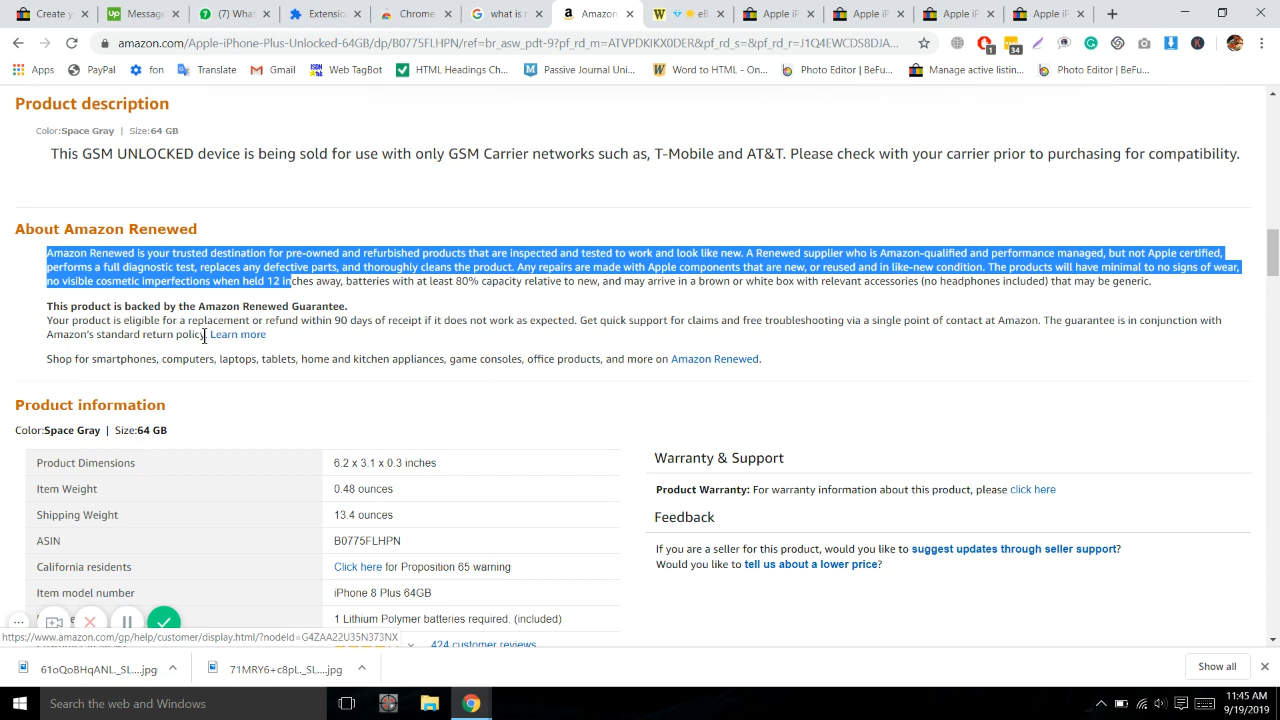 Create y
Message
(7) What
Extension
Chrome
what is r
Amazon
eB
Apple iP
Apple iP
Apple iP
Apple iP
amazon.com/Apple-iPhone-Plus-Unlocked-64GB/dp/B0775FLHPN/ref=br_asw_pdt-9?pf_rd_m=ATVPDKIKX0DER&pf_rd_s=&pf_rd_r=J1Q4EWCDS8DJA...
1
34
Apps
PayPal
fon
Translate
Gmail
Web TagBot
HTML Headings Ch...
Passive Journal Uni...
Word to HTML - On...
Photo Editor | BeFu...
Manage active listin...
Photo Editor | BeFu...
Product description
Color:Space Gray | Size:64 GB
This GSM UNLOCKED device is being sold for use with only GSM Carrier networks such as, T-Mobile and AT&T. Please check with your carrier prior to purchasing for compatibility.
About Amazon Renewed
Amazon Renewed is your trusted destination for pre-owned and refurbished products that are inspected and tested to work and look like new. A Renewed supplier who is Amazon-qualified and performance managed, but not Apple certified,
performs a full diagnostic test, replaces any defective parts, and thoroughly cleans the product. Any repairs are made with Apple components that are new, or reused and in like-new condition. The products will have minimal to no signs of wear,
no visible cosmetic imperfections when held 12 inches away, batteries with at least 80% capacity relative to new, and may arrive in a brown or white box with relevant accessories (no headphones included) that may be generic.
This product is backed by the Amazon Renewed Guarantee.
Your product is eligible for a replacement or refund within 90 days of receipt if it does not work as expected. Get quick support for claims and free troubleshooting via a single point of contact at Amazon. The guarantee is in conjunction with
Amazon's standard return policy. Learn more
Shop for smartphones, computers, laptops, tablets, home and kitchen appliances, game consoles, office products, and more on Amazon Renewed.
Product information
Color:Space Gray | Size:64 GB
Product Dimensions 6.2 x 3.1 x 0.3 inches
Item Weight 0.48 ounces
Shipping Weight 13.4 ounces
ASIN B0775FLHPN
California residents Click here for Proposition 65 warning
Item model number iPhone 8 Plus 64GB
1 Lithium Polymer batteries required. (included)
424 customer reviews
Warranty & Support
Product Warranty: For warranty information about this product, please click here
Feedback
If you are a seller for this product, would you like to suggest updates through seller support?
Would you like to tell us about a lower price?
https://www.amazon.com/gp/help/customer/display.html/?nodeId=G4ZAA22U35N373NX
61oQoBHqANL._SL....jpg
71MRY6+c8pL._SL....jpg
Show all
Search the web and Windows
11:45 AM
9/19/2019